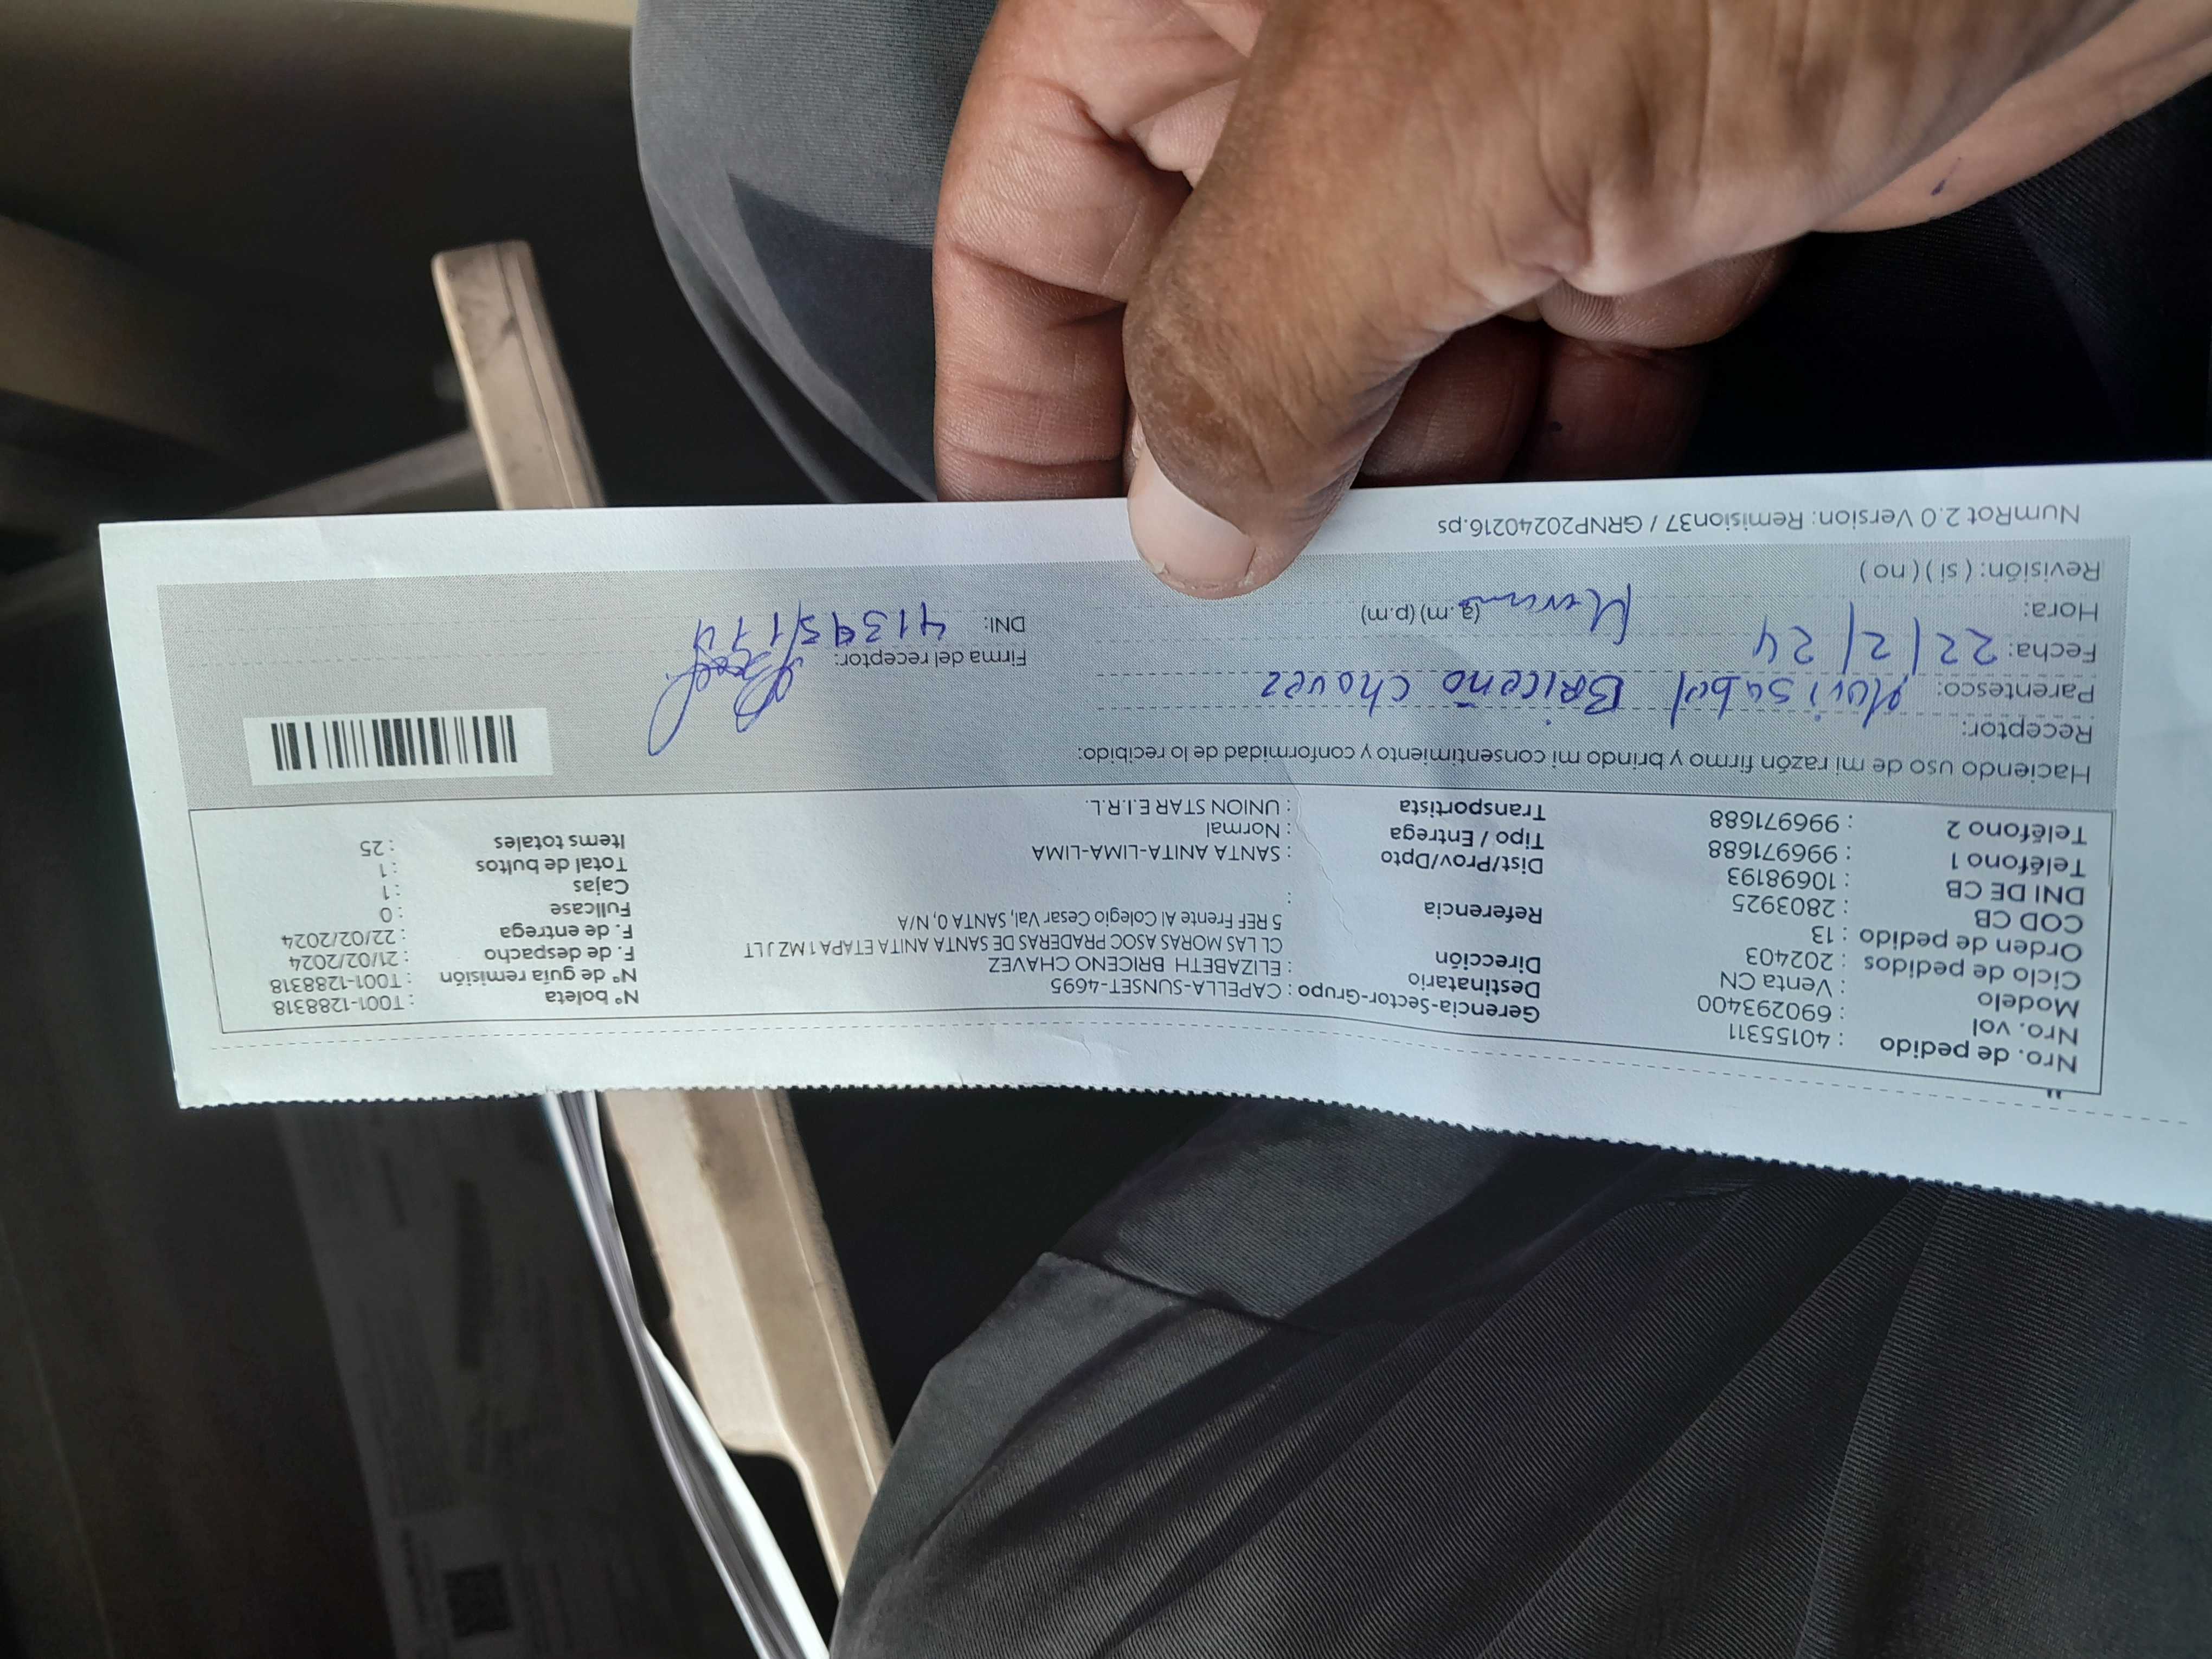 Nro. de pedido : 40155311
Nro. vol : 690293400
Modelo : Venta CN
Ciclo de pedidos : 202403
Orden de pedido : 13
COD CB : 2803925
DNI DE CB : 10698193
Teléfono 1 : 996971688
Teléfono 2 : 996971688
Gerencia-Sector-Grupo : CAPELLA-SUNSET-4695
Destinatario : ELIZABETH BRICENO CHAVEZ
Dirección CL LAS MORAS ASOC PRADERAS DE SANTA ANITA ETAPA 1 MZ J LT
5 REF Frente Al Colegio Cesar Val, SANTA 0, N/A
Referencia :
Dist/Prov/Dpto : SANTA ANITA-LIMA-LIMA
Tipo / Entrega : Normal
Transportista : UNION STAR E.I.R.L.
N° boleta : T001-1288318
N° de guía remisión : T001-1288318
F. de despacho : 21/02/2024
F. de entrega : 22/02/2024
Fullcase : 0
Cajas : 1
Total de bultos : 1
Items totales : 25
Haciendo uso de mi razón firmo y brindo mi consentimiento y conformidad de lo recibido:
Receptor:
Parentesco: Marisabel Briceño Chavez
Fecha: 22/2/24
Hora: (a.m) (p.m)
Revisión: ( si ) ( no )
Firma del receptor:
DNI:
NumRot 2.0 Version: Remision37 / GRNP20240216.ps